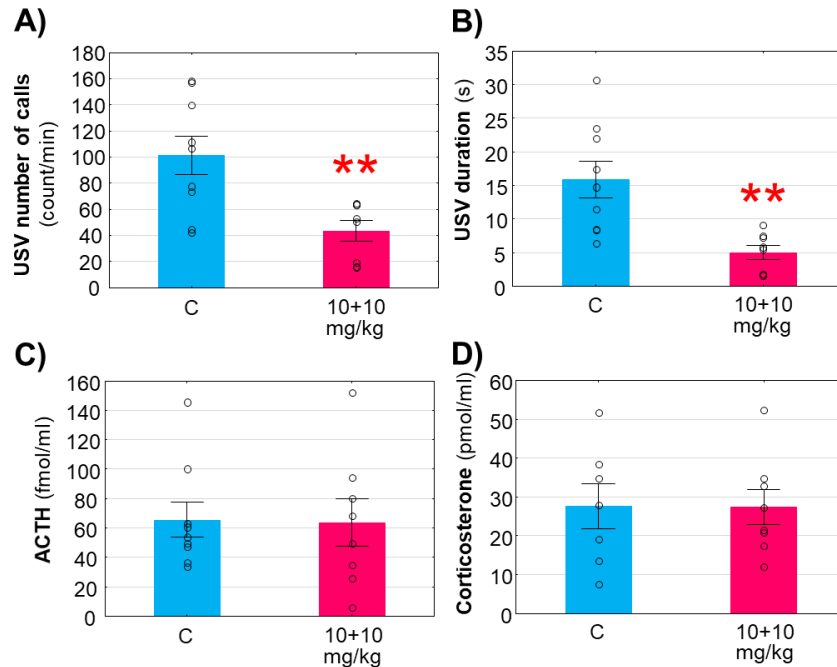 A)
USV number of calls
(count/min)
180
160
140
120
100
80
60
40
20
0
**
C
10+10
mg/kg
B)
USV duration (s)
35
30
25
20
15
10
5
0
**
C
10+10
mg/kg
C)
ACTH (fmol/ml)
160
140
120
100
80
60
40
20
0
C
10+10
mg/kg
D)
Corticosterone (pmol/ml)
60
50
40
30
20
10
0
C
10+10
mg/kg